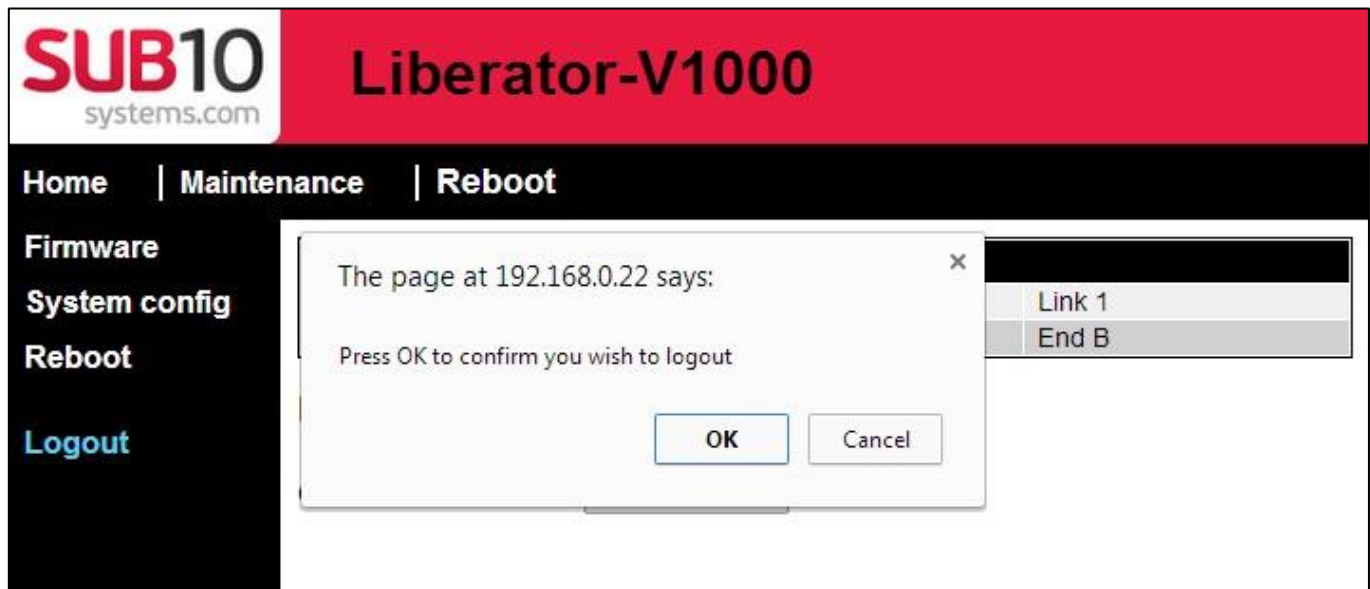 SUB10
systems.com
Liberator-V1000
Home | Maintenance | Reboot
Firmware
System config
Reboot
Logout
The page at 192.168.0.22 says:
×
Press OK to confirm you wish to logout
OK
Cancel
Link 1
End B